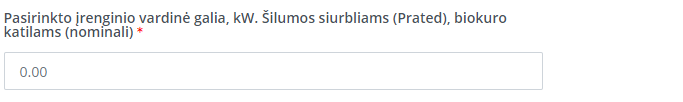 Pasirinkto įrenginio vardinė galia, kW. Šilumos siurbliams (Prated), biokuro
katilams (nominali) *
0.00